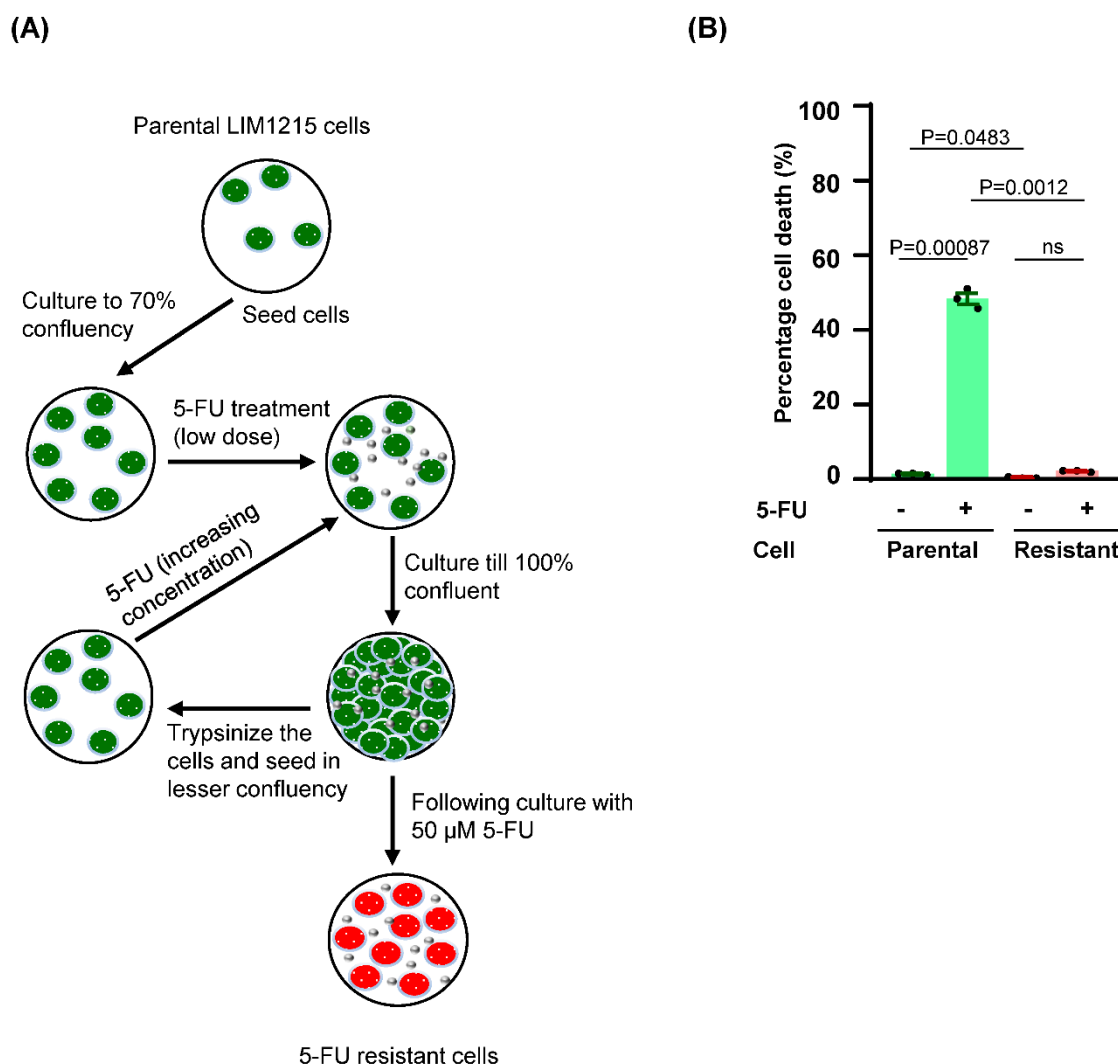 (A)
Parental LIM1215 cells
Seed cells
Culture to 70%
confluency
5-FU treatment
(low dose)
5-FU (increasing
concentration)
Culture till 100%
confluent
Trypsinize the
cells and seed in
lesser confluency
Following culture with
50 µM 5-FU
5-FU resistant cells
(B)
Percentage cell death (%)
100
80
60
40
20
0
P=0.0483
P=0.0012
P=0.00087
ns
5-FU - + - +
Cell Parental Resistant